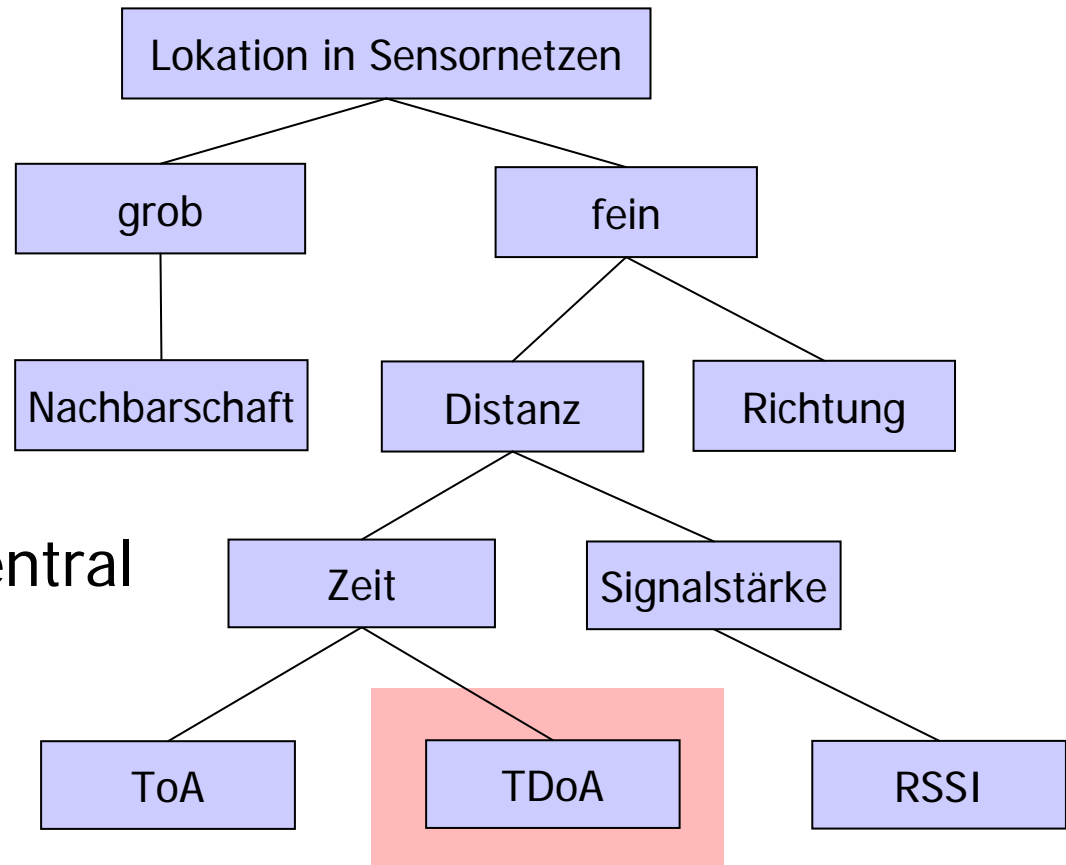 Lokation in Sensornetzen
grob
fein
Nachbarschaft
Distanz
Richtung
entral
Zeit
Signalstärke
ToA
TDoA
RSSI